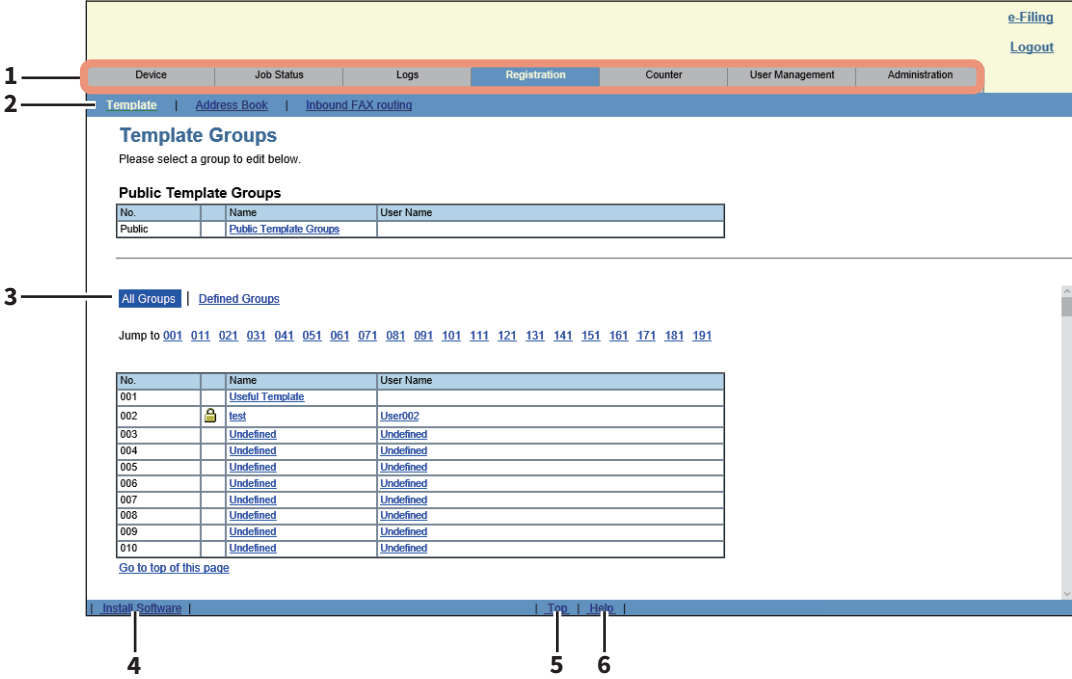 e-Filing
Logout
1
Device Job Status Logs Registration Counter User Management Administration
2
Template | Address Book | Inbound FAX routing
Template Groups
Please select a group to edit below.
Public Template Groups
No. Name User Name
Public Public Template Groups
3
All Groups | Defined Groups
Jump to 001 011 021 031 041 051 061 071 081 091 101 111 121 131 141 151 161 171 181 191
No. Name User Name
001 Useful Template
002 test User002
003 Undefined Undefined
004 Undefined Undefined
005 Undefined Undefined
006 Undefined Undefined
007 Undefined Undefined
008 Undefined Undefined
009 Undefined Undefined
010 Undefined Undefined
Go to top of this page
| Install Software | | Top | Help |
4 5 6